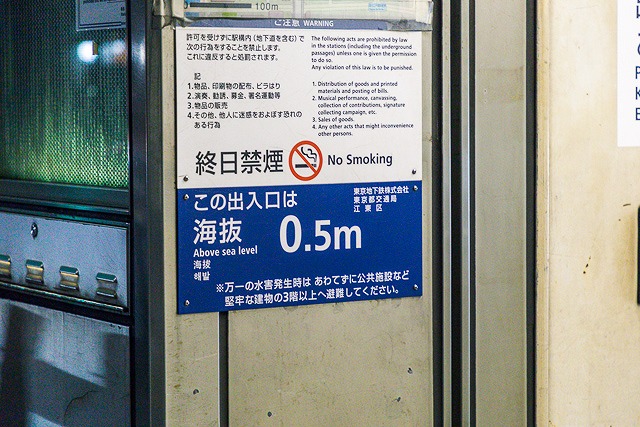 100m
ご注意 WARNING
許可を受けずに駅構内(地下道を含む)で
次の行為をすることを禁止します。
これに違反すると処罰されます。
記
1.物品、印刷物の配布、ビラはり
2.演奏、勧誘、募金、署名運動等
3.物品の販売
4.その他、他人に迷惑をおよぼす恐れの
ある行為
The following acts are prohibited by law
in the stations (including the underground
passages) unless one is given the permission
to do so.
Any violation of this law is to be punished.
1. Distribution of goods and printed
materials and posting of bills.
2. Musical performance, canvassing,
collection of contributions, signature
collecting campaign, etc.
3. Sales of goods.
4. Any other acts that might inconvenience
other persons.
終日禁煙
No Smoking
この出入口は
海抜 0.5m
Above sea level
海拔
해발
東京地下鉄株式会社
東京都交通局
江東区
※万一の水害発生時は あわてずに公共施設など
堅牢な建物の3階以上へ避難してください。